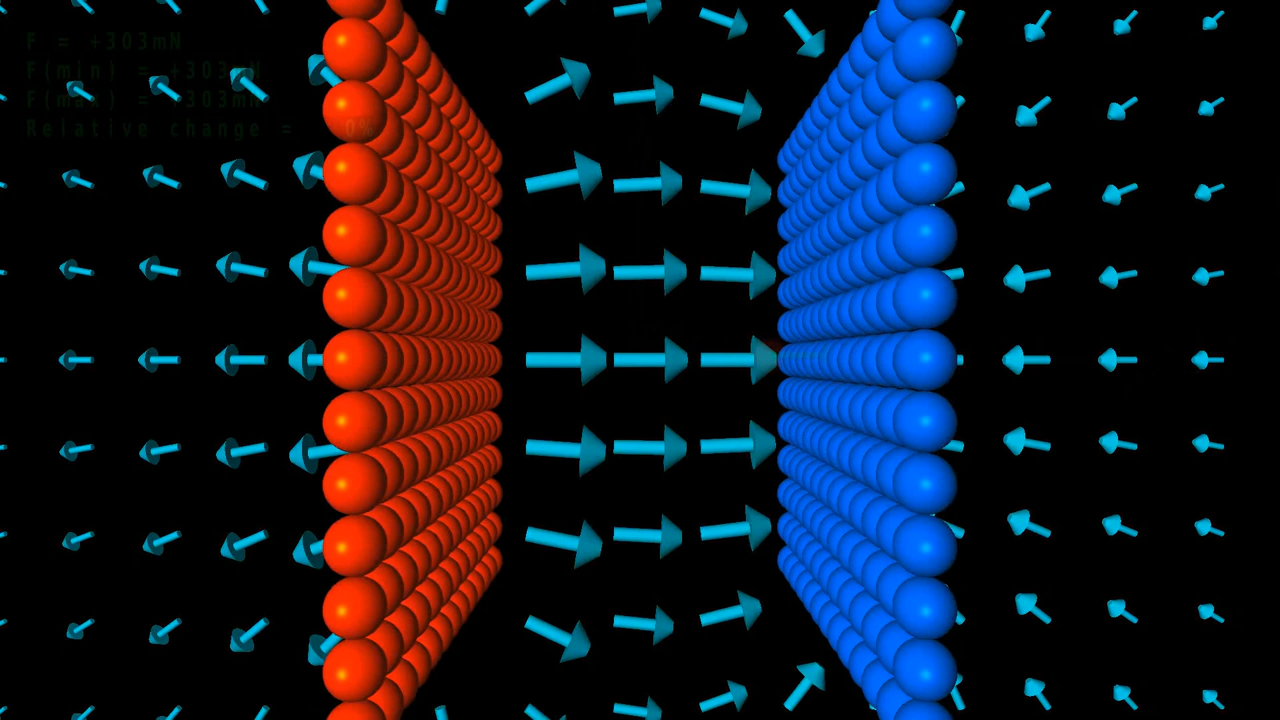 F = +303mN
F(min) = +303mN
F(max) = +303mN
Relative change = 0%